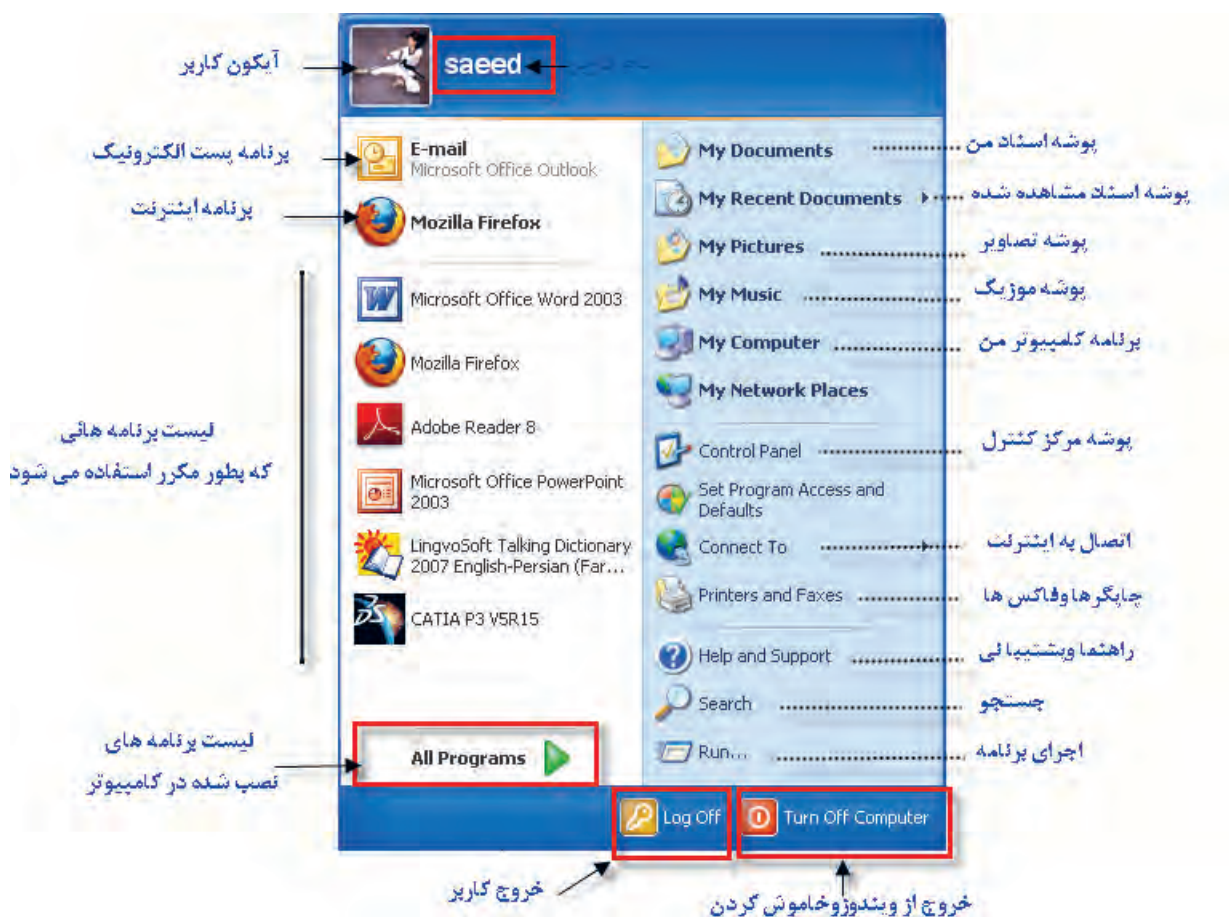 آیکون کاربر
saeed
برنامه پست الکترونیک
E-mail
Microsoft Office Outlook
برنامه اینترنت
Mozilla Firefox
لیست برنامه هائی
که بطور مکرر استفاده می شود
Microsoft Office Word 2003
Mozilla Firefox
Adobe Reader 8
Microsoft Office PowerPoint
2003
LingvoSoft Talking Dictionary
2007 English-Persian (Far...
CATIA P3 V5R15
لیست برنامه های
نصب شده در کامپیوتر
All Programs
My Documents
پوشه اسناد من
My Recent Documents
پوشه اسناد مشاهده شده
My Pictures
پوشه تصاویر
My Music
پوشه موزیک
My Computer
برنامه کامپیوتر من
My Network Places
Control Panel
پوشه مرکز کنترل
Set Program Access and
Defaults
Connect To
اتصال به اینترنت
Printers and Faxes
چاپگرهاوفاکس ها
Help and Support
راهنما وپشتیبانی
Search
جستجو
Run...
اجرای برنامه
Log Off
Turn Off Computer
خروج کاربر
خروج از ویندوزوخاموش کردن